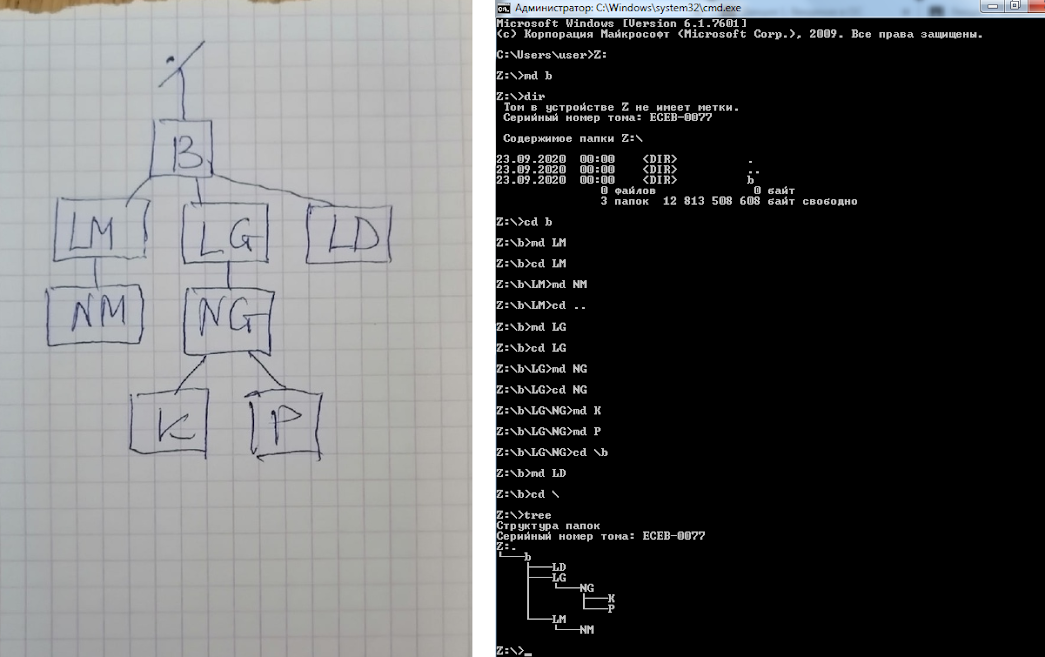 B
LM LG LD
NM NG
K P
Администратор: C:\Windows\system32\cmd.exe
Microsoft Windows [Version 6.1.7601]
(c) Корпорация Майкрософт (Microsoft Corp.), 2009. Все права защищены.
C:\Users\user>Z:
Z:\>md b
Z:\>dir
Том в устройстве Z не имеет метки.
Серийный номер тома: ECEB-0077
Содержимое папки Z:\
23.09.2020  00:00    <DIR>          .
23.09.2020  00:00    <DIR>          ..
23.09.2020  00:00    <DIR>          b
0 файлов              0 байт
3 папок  12 813 508 608 байт свободно
Z:\>cd b
Z:\b>md LM
Z:\b>cd LM
Z:\b\LM>md NM
Z:\b\LM>cd ..
Z:\b>md LG
Z:\b>cd LG
Z:\b\LG>md NG
Z:\b\LG>cd NG
Z:\b\LG\NG>md K
Z:\b\LG\NG>md P
Z:\b\LG\NG>cd \b
Z:\b>md LD
Z:\b>cd \
Z:\>tree
Структура папок
Серийный номер тома: ECEB-0077
Z:.
└───b
    ├───LD
    ├───LG
    │   └───NG
    │       ├───K
    │       └───P
    └───LM
        └───NM
Z:\>_